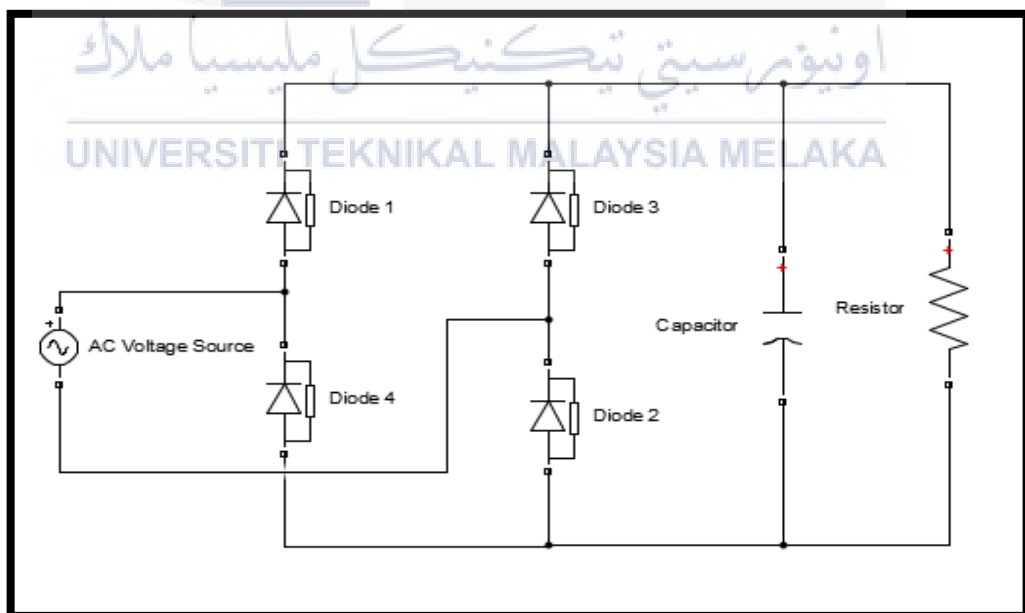 اونيۏرسيتي تيكنيكل مليسيا ملاك
UNIVERSITI TEKNIKAL MALAYSIA MELAKA
Diode 1
Diode 3
+
AC Voltage Source
Diode 4
Diode 2
+
Capacitor
+
Resistor